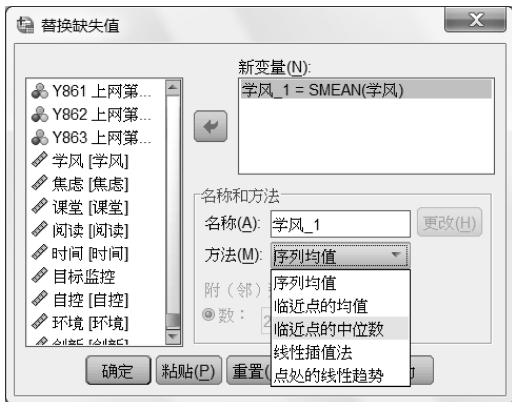 替换缺失值
新变量(N):
学风_1 = SMEAN(学风)
Y861 上网第...
Y862 上网第...
Y863 上网第...
学风 [学风]
焦虑 [焦虑]
课堂 [课堂]
阅读 [阅读]
时间 [时间]
目标监控
自控 [自控]
环境 [环境]
创新 [创新]
名称和方法
名称(A): 学风_1 更改(H)
方法(M): 序列均值
附（邻）
数：
序列均值
临近点的均值
临近点的中位数
线性插值法
点处的线性趋势
确定 粘贴(P) 重置(